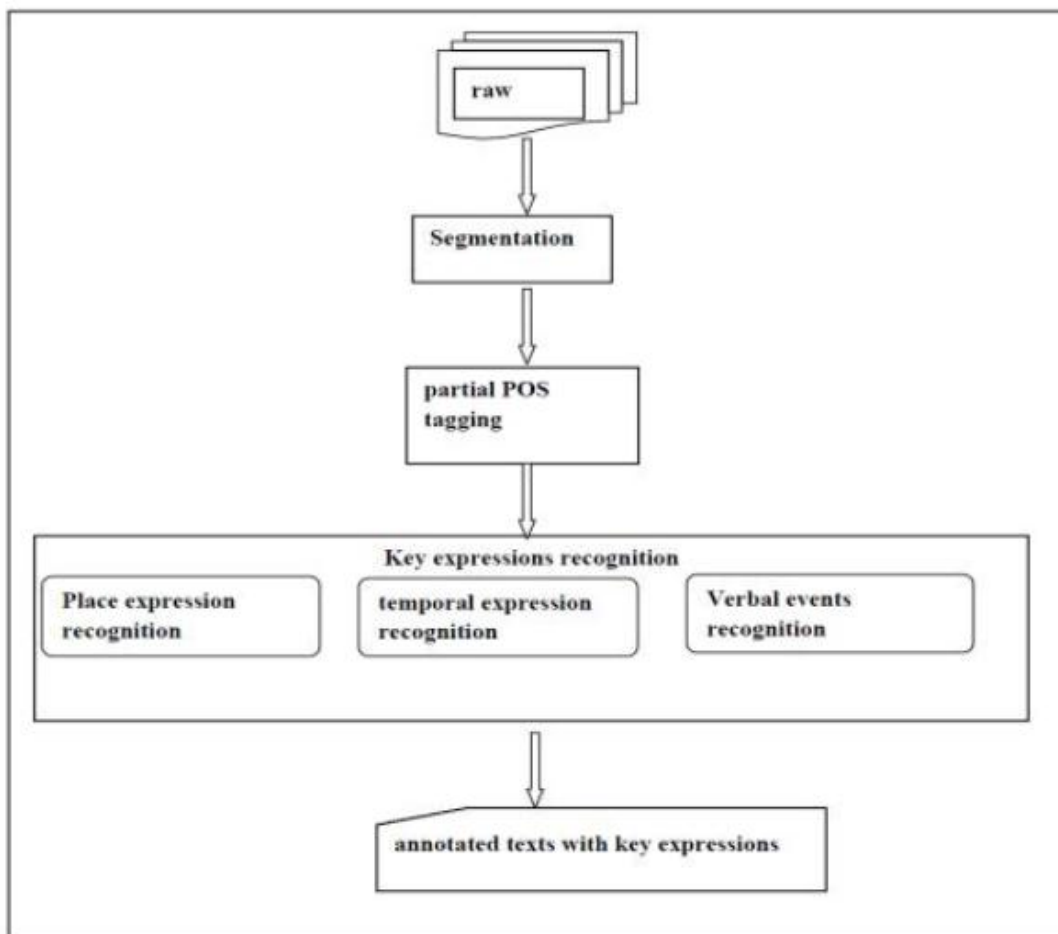 raw
Segmentation
partial POS
tagging
Key expressions recognition
Place expression
recognition
temporal expression
recognition
Verbal events
recognition
annotated texts with key expressions